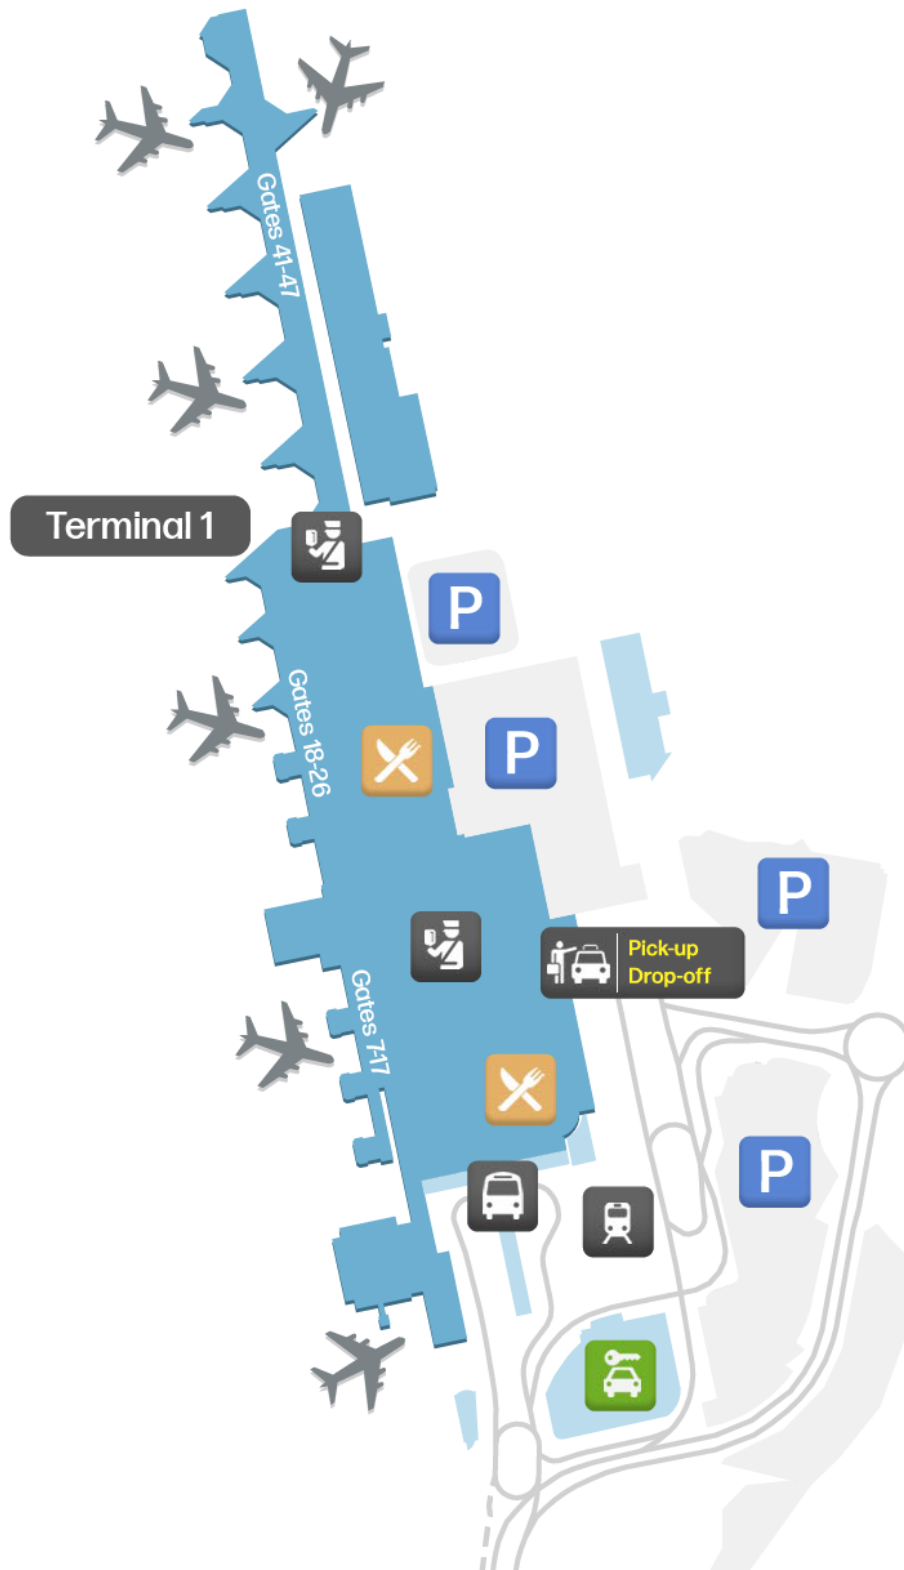 Gates 41-47
Terminal 1
P
Gates 18-26
P
P
Pick-up
Drop-off
Gates 7-17
P